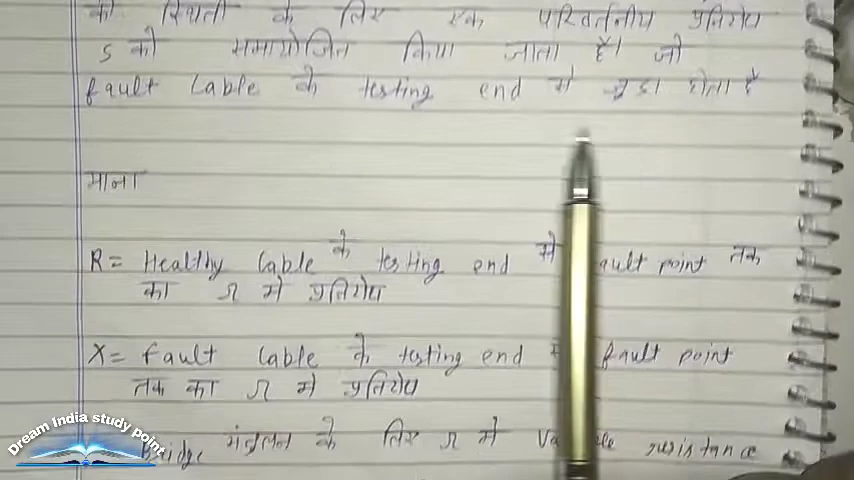 की स्थिती के लिए एक परिवर्तनीय प्रतिरोध
S को समायोजित किया जाता है। जो
fault Cable के testing end से जुडा होता है
माना
R = Healthy Cable के testing end से fault point तक
का Ω मे प्रतिरोध
X = fault Cable के testing end से fault point
तक का Ω मे प्रतिरोध
Bridge संतुलन के लिए Ω मे resistance
Dream India study point